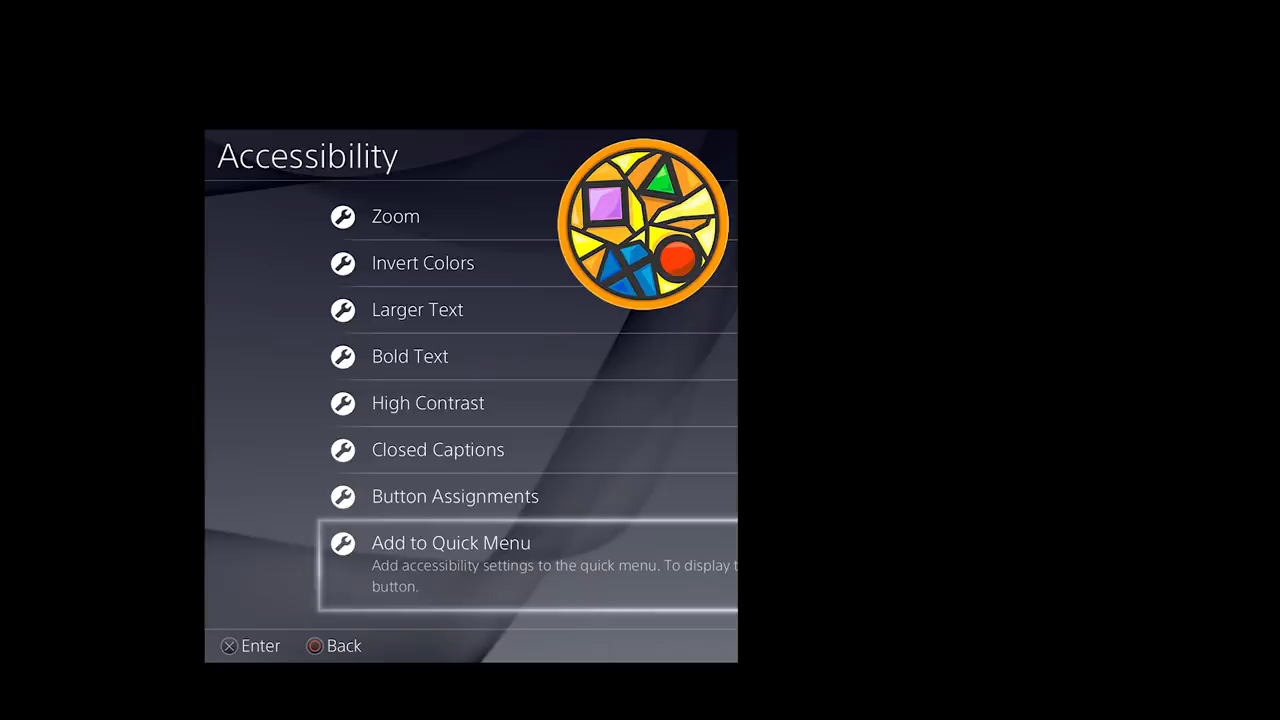 Accessibility
Zoom
Invert Colors
Larger Text
Bold Text
High Contrast
Closed Captions
Button Assignments
Add to Quick Menu
Add accessibility settings to the quick menu. To display t
button.
Enter Back